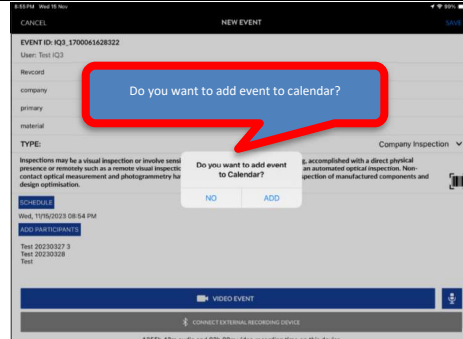 8:55 PM Wed 15 Nov
99%
CANCEL NEW EVENT SAVE
EVENT ID: IQ3_1700061628322
User: Test IQ3
Revcord
company
primary
material
Do you want to add event to calendar?
TYPE: Company Inspection
Inspections may be a visual inspection or involve sensi
presence or remotely such as a remote visual inspectio
contact optical measurement and photogrammetry ha
design optimisation.
g, accomplished with a direct physical
an automated optical inspection. Non-
spection of manufactured components and
Do you want to add event
to Calendar?
NO ADD
SCHEDULE
Wed, 11/15/2023 08:54 PM
ADD PARTICIPANTS
Test 20230327 3
Test 20230328
Test
VIDEO EVENT
CONNECT EXTERNAL RECORDING DEVICE